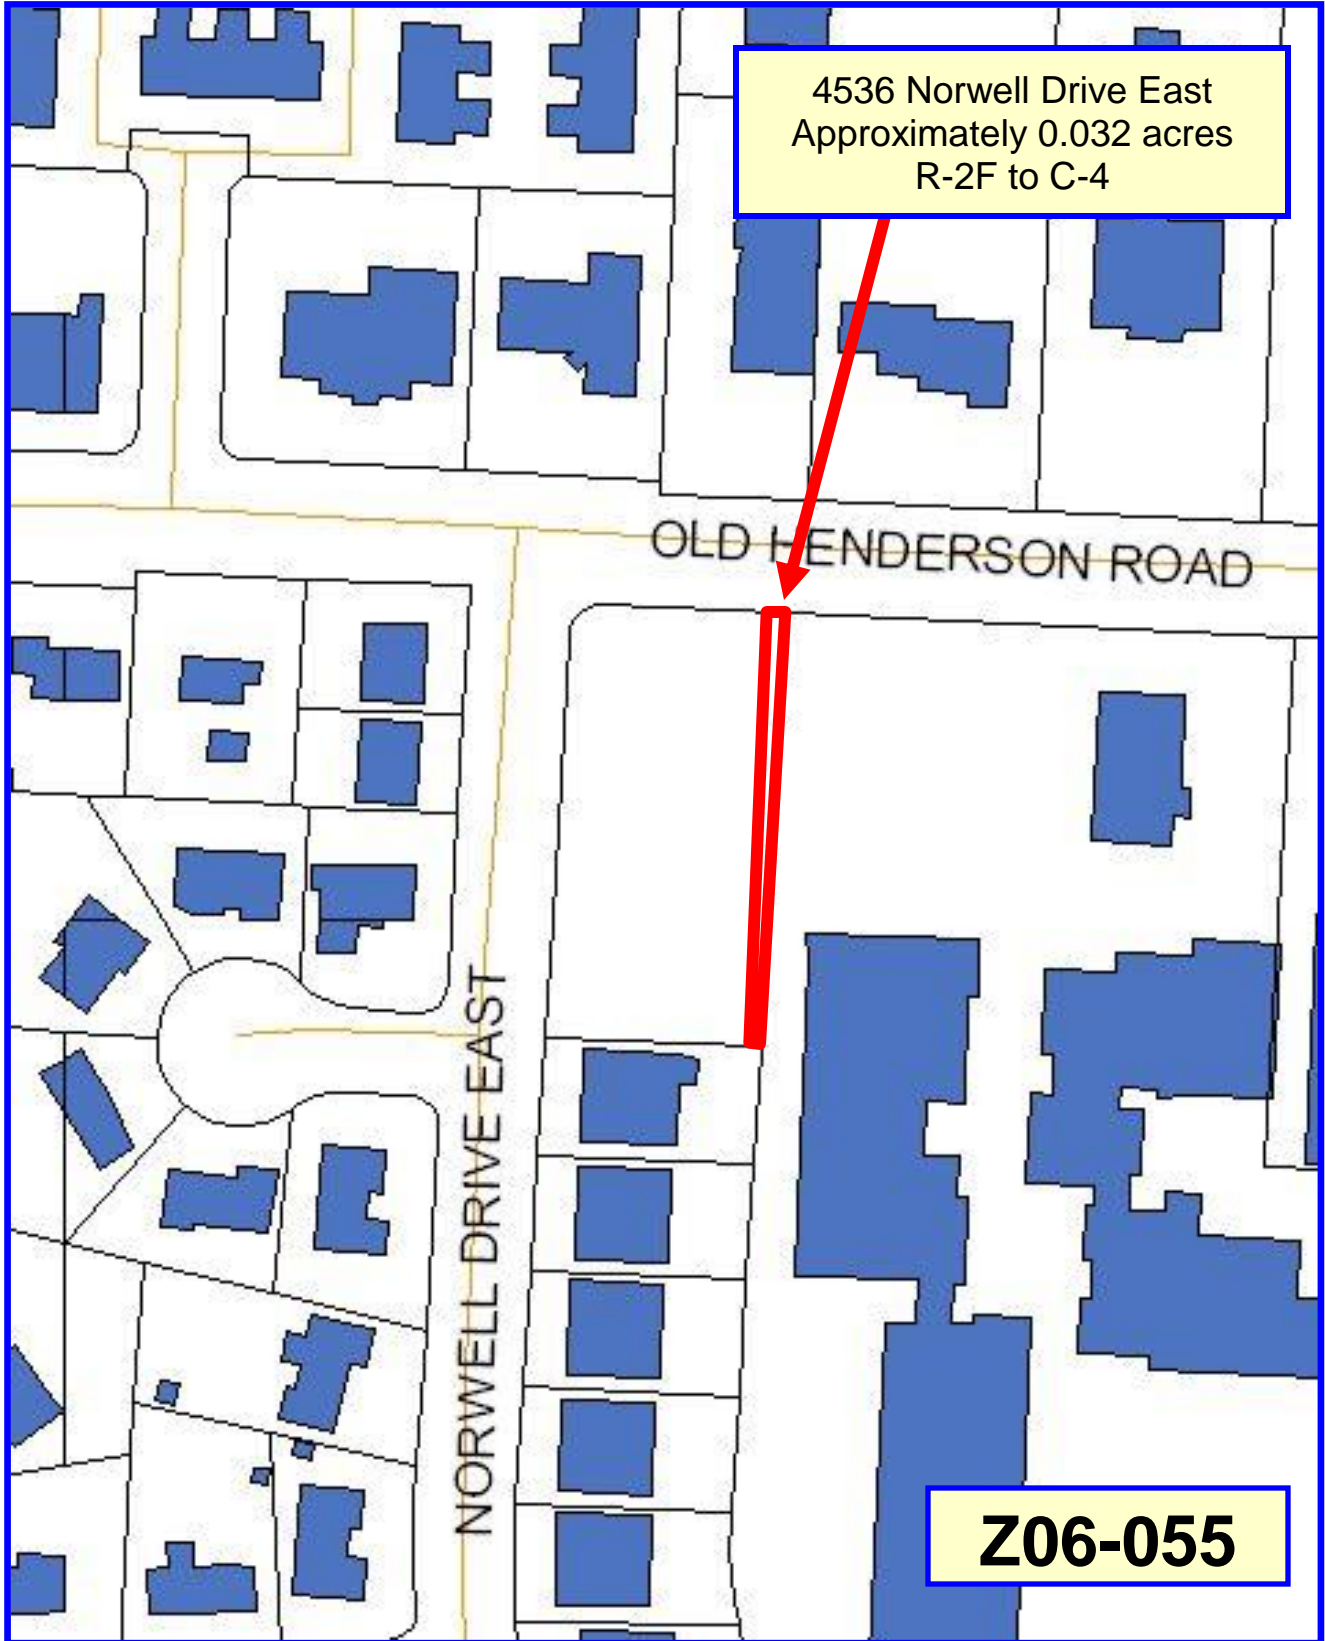 4536 Norwell Drive East
Approximately 0.032 acres
R-2F to C-4
OLD HENDERSON ROAD
NORWELL DRIVE EAST
Z06-055